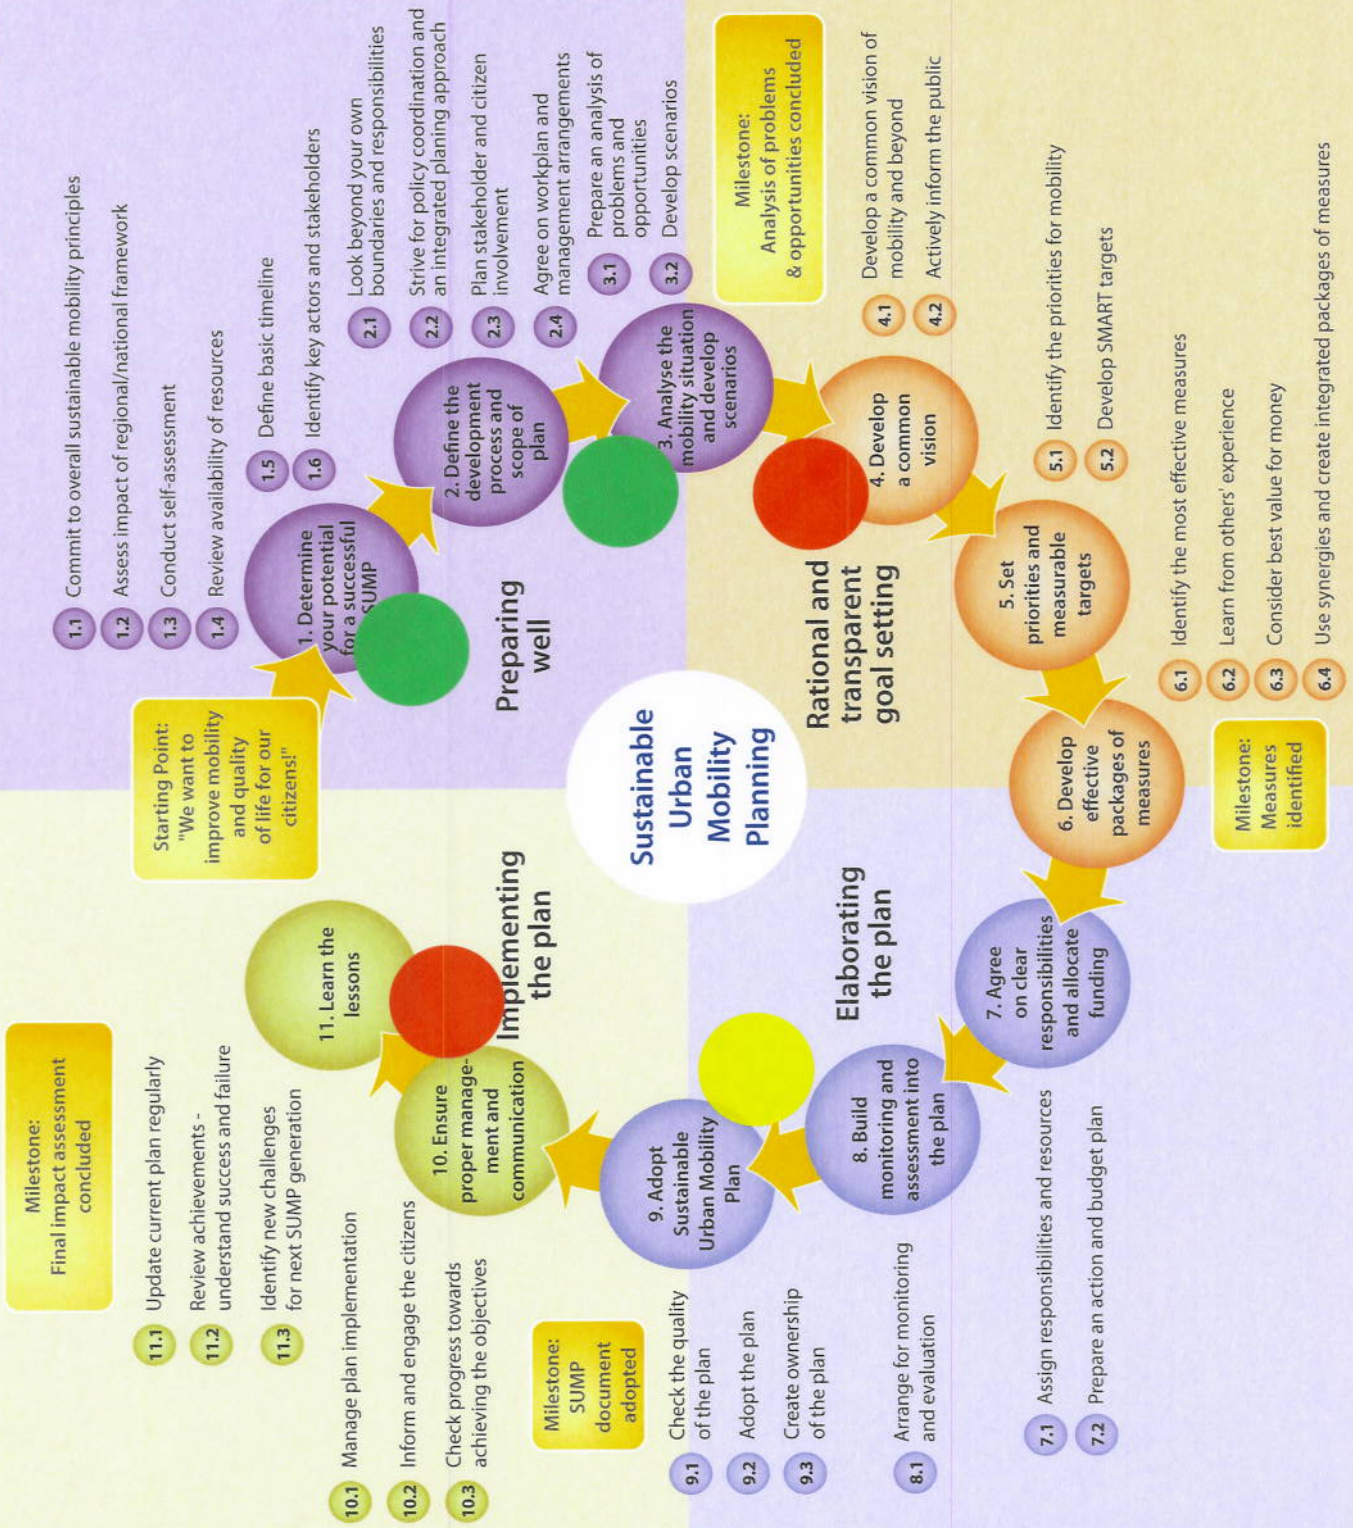 Starting Point:
"We want to
improve mobility
and quality
of life for our
citizens!"
1. Determine
your potential
for a successful
SUMP
1.1 Commit to overall sustainable mobility principles
1.2 Assess impact of regional/national framework
1.3 Conduct self-assessment
1.4 Review availability of resources
1.5 Define basic timeline
1.6 Identify key actors and stakeholders
2. Define the
development
process and
scope of
plan
2.1 Look beyond your own
boundaries and responsibilities
2.2 Strive for policy coordination and
an integrated planing approach
2.3 Plan stakeholder and citizen
involvement
2.4 Agree on workplan and
management arrangements
3. Analyse the
mobility situation
and develop
scenarios
3.1 Prepare an analysis of
problems and
opportunities
3.2 Develop scenarios
Preparing
well
Milestone:
Analysis of problems
& opportunities concluded
4. Develop
a common
vision
4.1 Develop a common vision of
mobility and beyond
4.2 Actively inform the public
5. Set
priorities and
measurable
targets
5.1 Identify the priorities for mobility
5.2 Develop SMART targets
6. Develop
effective
packages of
measures
6.1 Identify the most effective measures
6.2 Learn from others' experience
6.3 Consider best value for money
6.4 Use synergies and create integrated packages of measures
Rational and
transparent
goal setting
Milestone:
Measures
identified
7. Agree
on clear
responsibilities
and allocate
funding
7.1 Assign responsibilities and resources
7.2 Prepare an action and budget plan
8. Build
monitoring and
assessment into
the plan
8.1 Arrange for monitoring
and evaluation
9. Adopt
Sustainable
Urban Mobility
Plan
9.1 Check the quality
of the plan
9.2 Adopt the plan
9.3 Create ownership
of the plan
Elaborating
the plan
Milestone:
SUMP
document
adopted
10. Ensure
proper manage-
ment and
communication
10.1 Manage plan implementation
10.2 Inform and engage the citizens
10.3 Check progress towards
achieving the objectives
11. Learn the
lessons
11.1 Update current plan regularly
11.2 Review achievements -
understand success and failure
11.3 Identify new challenges
for next SUMP generation
Implementing
the plan
Milestone:
Final impact assessment
concluded
Sustainable
Urban
Mobility
Planning